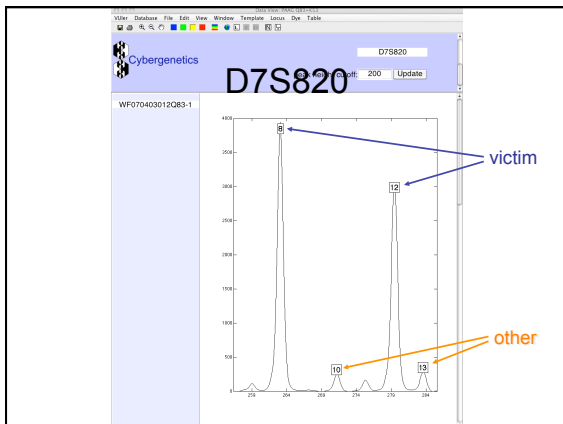 Data View: PAAC Q83+K53
VUIer Database File Edit View Window Template Locus Dye Table
Cybergenetics
D7S820
D7S820
peak height cutoff: 200 Update
WF070403012Q83-1
4000
8
victim
3500
12
3000
2500
2000
1500
1000
other
500
10 13
0
259 264 269 274 279 284